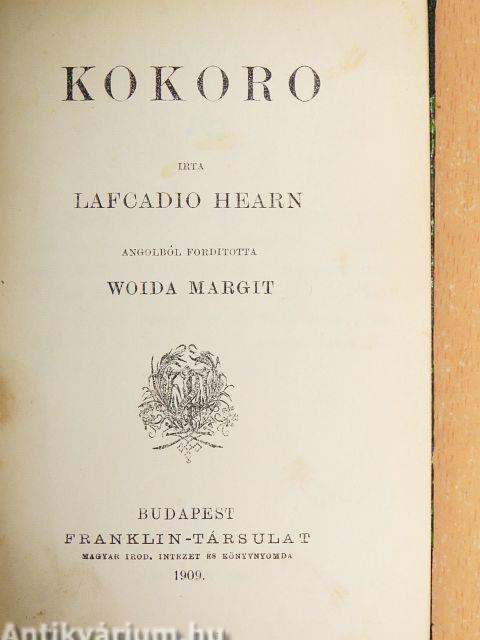 KOKORO
IRTA
LAFCADIO HEARN
ANGOLBÓL FORDITOTTA
WOIDA MARGIT
BUDAPEST
FRANKLIN-TÁRSULAT
MAGYAR IROD. INTEZET ES KÖNYVNYOMDA
1909.
Antikvárium.hu